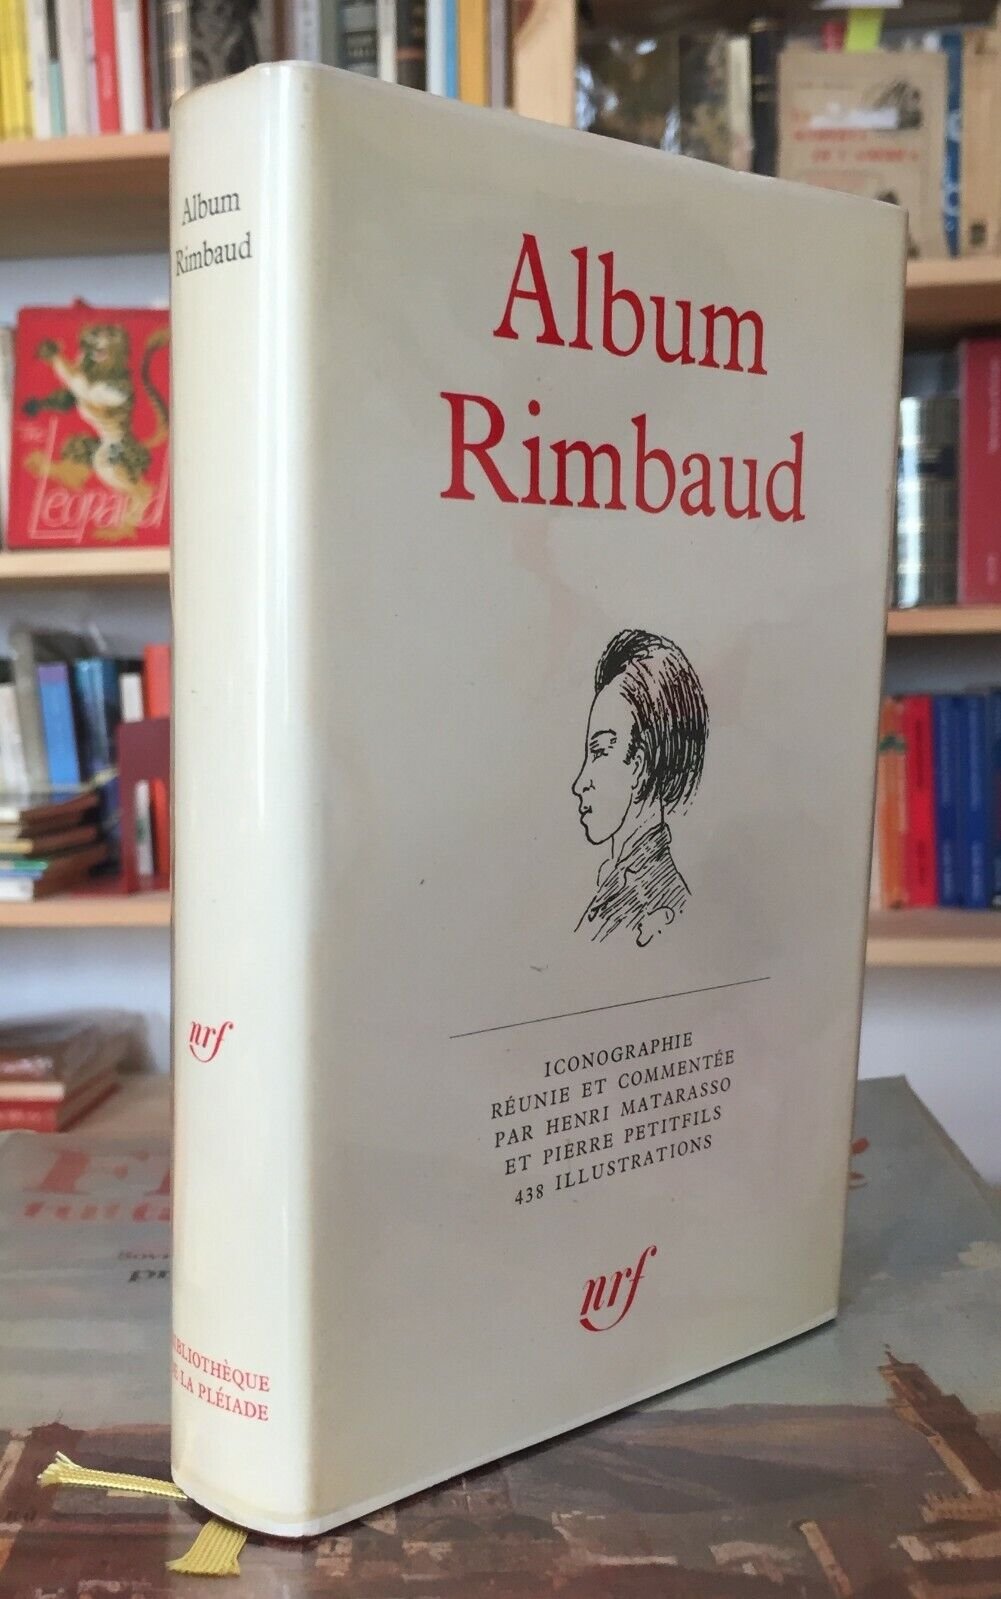 Album
Rimbaud
nrf
BIBLIOTHÈQUE
DE LA PLÉIADE
Album
Rimbaud
ICONOGRAPHIE
RÉUNIE ET COMMENTÉE
PAR HENRI MATARASSO
ET PIERRE PETITFILS
438 ILLUSTRATIONS
nrf
The
Leopard